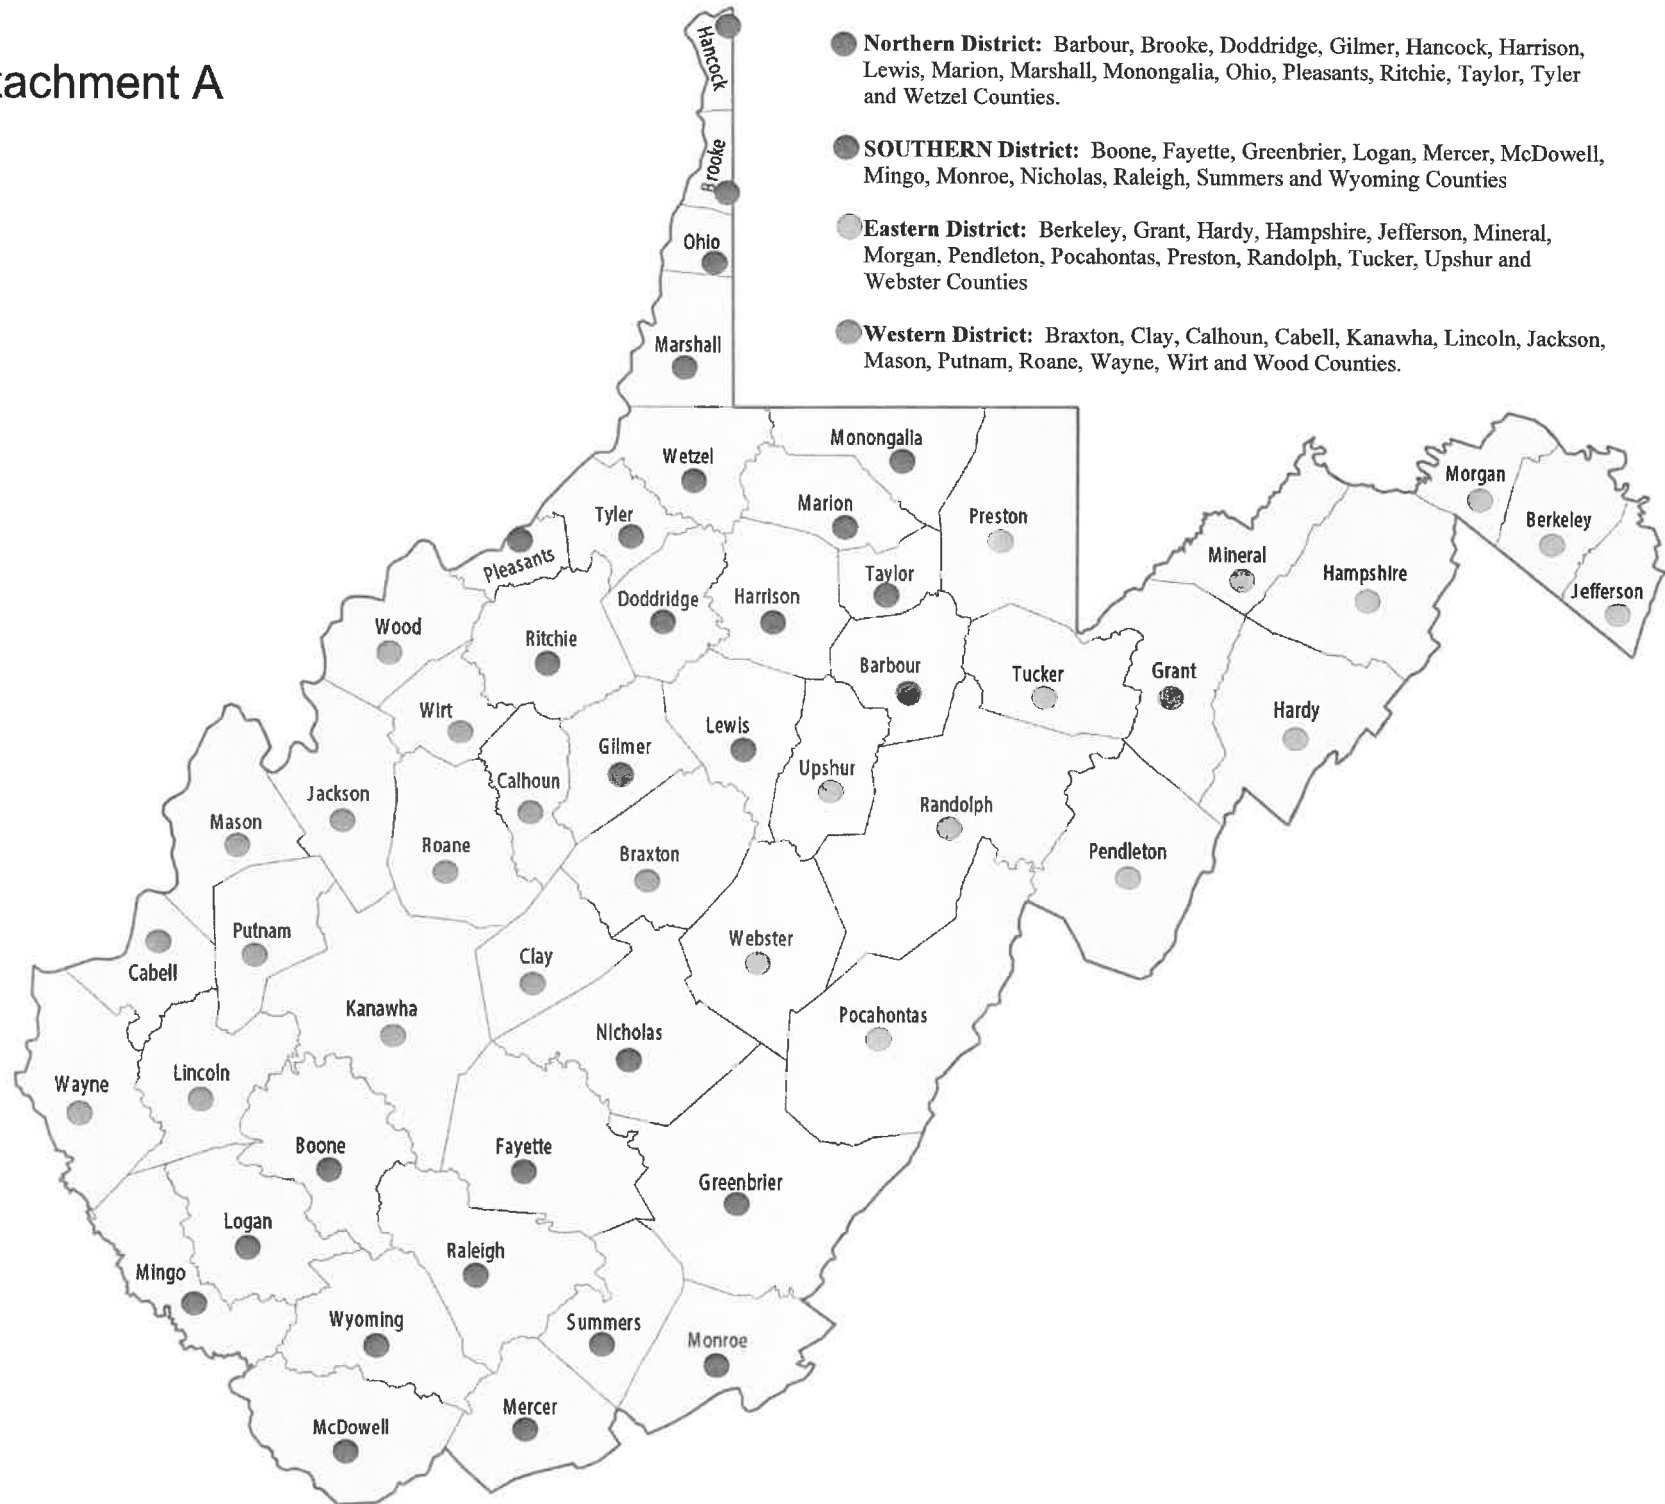 tachment A
Northern District: Barbour, Brooke, Doddridge, Gilmer, Hancock, Harrison,
Lewis, Marion, Marshall, Monongalia, Ohio, Pleasants, Ritchie, Taylor, Tyler
and Wetzel Counties.
SOUTHERN District: Boone, Fayette, Greenbrier, Logan, Mercer, McDowell,
Mingo, Monroe, Nicholas, Raleigh, Summers and Wyoming Counties
Eastern District: Berkeley, Grant, Hardy, Hampshire, Jefferson, Mineral,
Morgan, Pendleton, Pocahontas, Preston, Randolph, Tucker, Upshur and
Webster Counties
Western District: Braxton, Clay, Calhoun, Cabell, Kanawha, Lincoln, Jackson,
Mason, Putnam, Roane, Wayne, Wirt and Wood Counties.
Hancock
Brooke
Ohio
Marshall
Wetzel
Monongalia
Marion
Tyler
Preston
Morgan
Berkeley
Jefferson
Mineral
Hampshire
Pleasants
Taylor
Doddridge
Harrison
Wood
Ritchie
Barbour
Tucker
Grant
Hardy
Wirt
Lewis
Gilmer
Upshur
Calhoun
Jackson
Randolph
Mason
Roane
Braxton
Pendleton
Putnam
Webster
Clay
Cabell
Kanawha
Pocahontas
Nicholas
Lincoln
Wayne
Boone
Fayette
Greenbrier
Logan
Raleigh
Mingo
Wyoming
Summers
Monroe
Mercer
McDowell